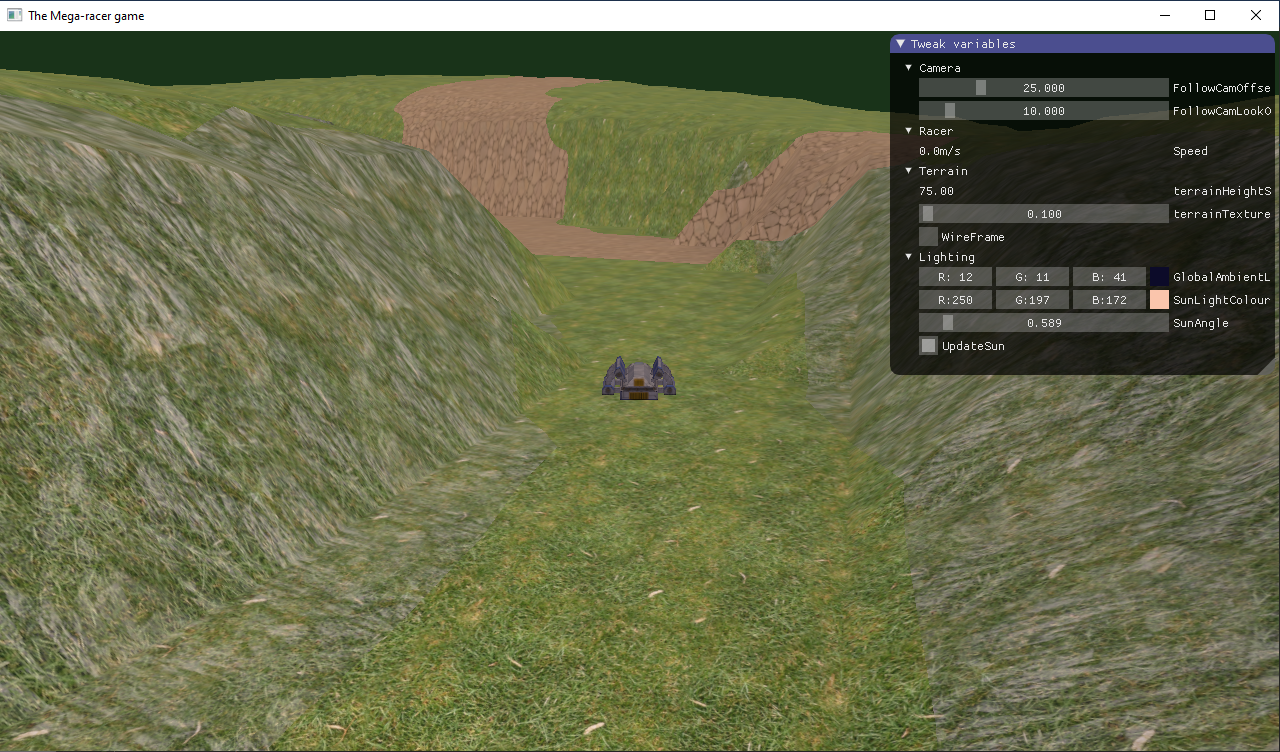 The Mega-racer game
Tweak variables
Camera
25.000 FollowCamOffse
10.000 FollowCamLookO
Racer
0.0m/s Speed
Terrain
75.00 terrainHeightS
0.100 terrainTexture
WireFrame
Lighting
R: 12 G: 11 B: 41 GlobalAmbientL
R:250 G:197 B:172 SunLightColour
0.589 SunAngle
UpdateSun